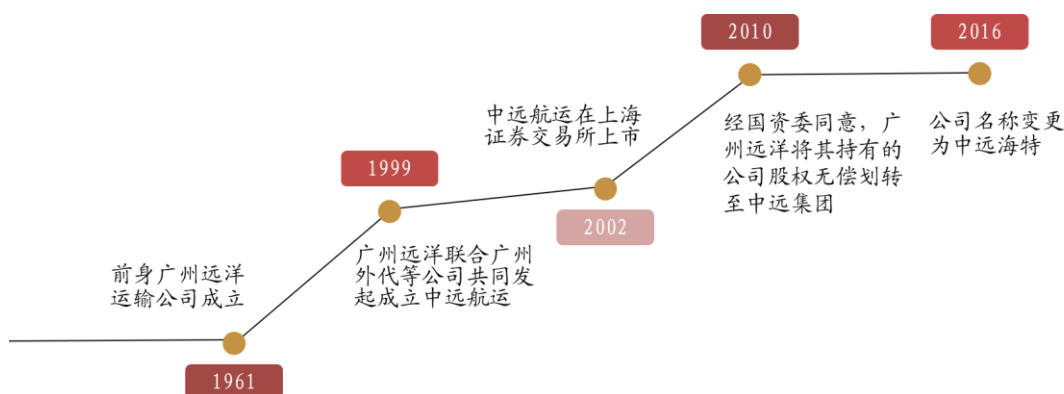 1961
前身广州远洋
运输公司成立
1999
广州远洋联合广州
外代等公司共同发
起成立中远航运
2002
中远航运在上海
证券交易所上市
2010
经国资委同意，广
州远洋将其持有的
公司股权无偿划转
至中远集团
2016
公司名称变更
为中远海特